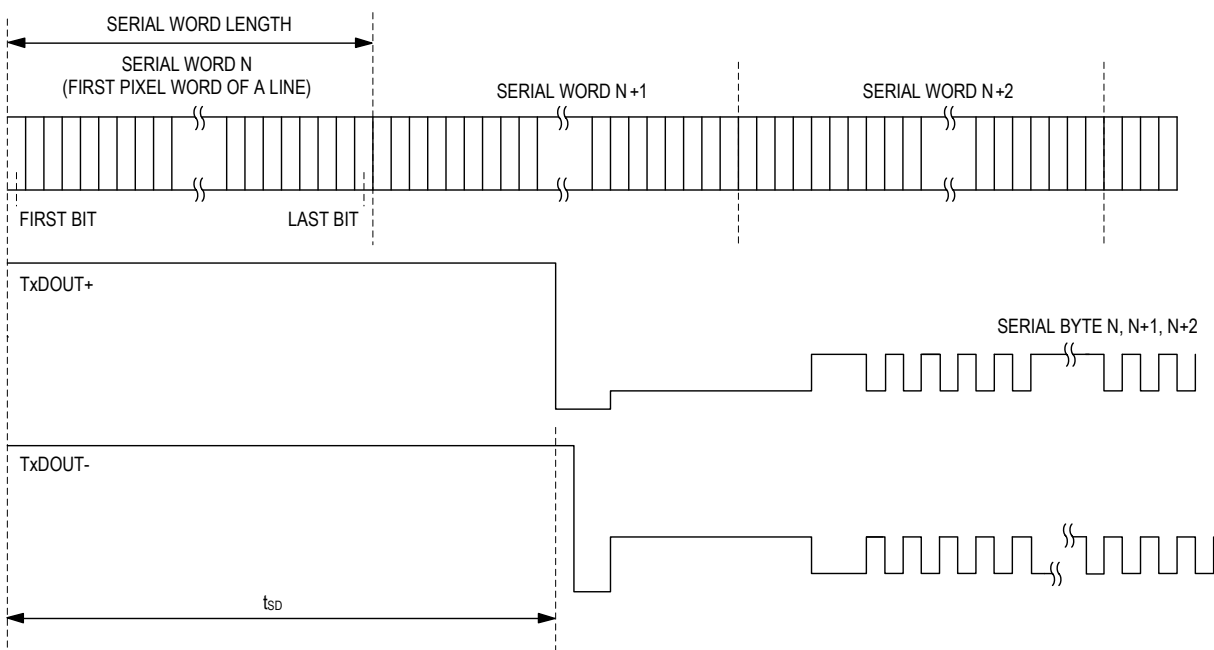 SERIAL WORD LENGTH
SERIAL WORD N
(FIRST PIXEL WORD OF A LINE)
SERIAL WORD N+1
SERIAL WORD N+2
FIRST BIT
LAST BIT
TxDOUT+
SERIAL BYTE N, N+1, N+2
TxDOUT-
tSD